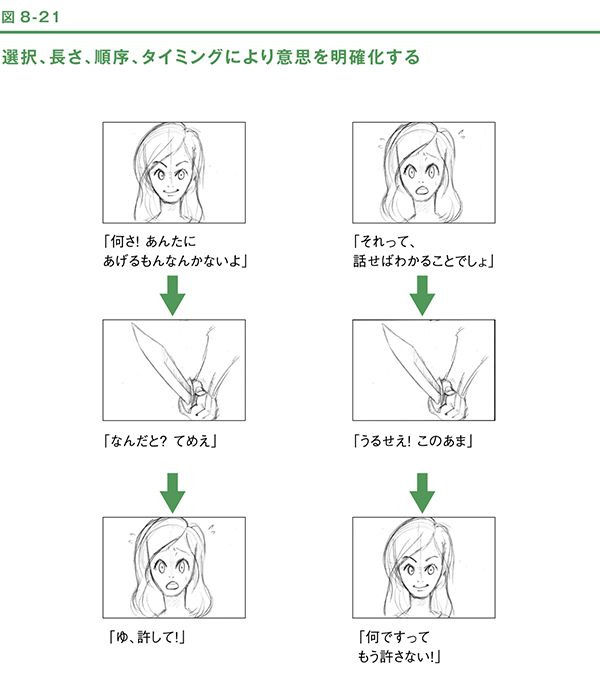 図 8-21
選択、長さ、順序、タイミングにより意思を明確化する
「何さ! あんたに
あげるもんなんかないよ」
「それって、
話せばわかることでしょ」
「なんだと? てめえ」
「うるせえ! このあま」
「ゆ、許して!」
「何ですって
もう許さない!」